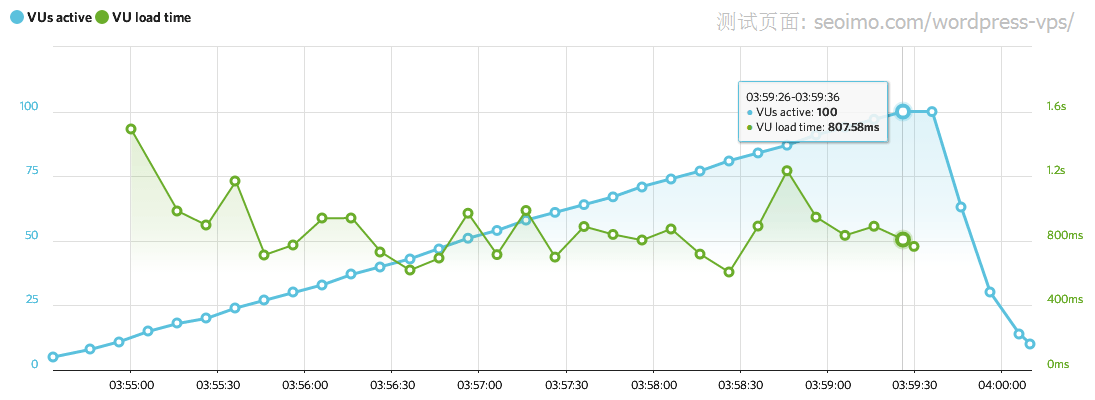 VUs active VU load time
测试页面: seoimo.com/wordpress-vps/
03:59:26-03:59:36
VUs active: 100
VU load time: 807.58ms
100
75
50
25
0
1.6s
1.2s
800ms
400ms
0ms
03:55:00 03:55:30 03:56:00 03:56:30 03:57:00 03:57:30 03:58:00 03:58:30 03:59:00 03:59:30 04:00:00